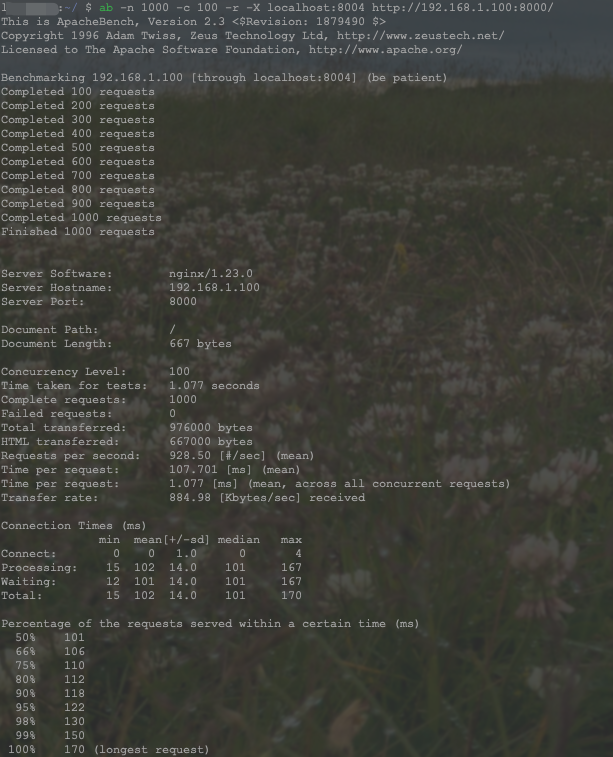 1 :~/ $ ab -n 1000 -c 100 -r -X localhost:8004 http://192.168.1.100:8000/
This is ApacheBench, Version 2.3 <$Revision: 1879490 $>
Copyright 1996 Adam Twiss, Zeus Technology Ltd, http://www.zeustech.net/
Licensed to The Apache Software Foundation, http://www.apache.org/
Benchmarking 192.168.1.100 [through localhost:8004] (be patient)
Completed 100 requests
Completed 200 requests
Completed 300 requests
Completed 400 requests
Completed 500 requests
Completed 600 requests
Completed 700 requests
Completed 800 requests
Completed 900 requests
Completed 1000 requests
Finished 1000 requests
Server Software: nginx/1.23.0
Server Hostname: 192.168.1.100
Server Port: 8000
Document Path: /
Document Length: 667 bytes
Concurrency Level: 100
Time taken for tests: 1.077 seconds
Complete requests: 1000
Failed requests: 0
Total transferred: 976000 bytes
HTML transferred: 667000 bytes
Requests per second: 928.50 [#/sec] (mean)
Time per request: 107.701 [ms] (mean)
Time per request: 1.077 [ms] (mean, across all concurrent requests)
Transfer rate: 884.98 [Kbytes/sec] received
Connection Times (ms)
min mean[+/-sd] median max
Connect: 0 0 1.0 0 4
Processing: 15 102 14.0 101 167
Waiting: 12 101 14.0 101 167
Total: 15 102 14.0 101 170
Percentage of the requests served within a certain time (ms)
50% 101
66% 106
75% 110
80% 112
90% 118
95% 122
98% 130
99% 150
100% 170 (longest request)